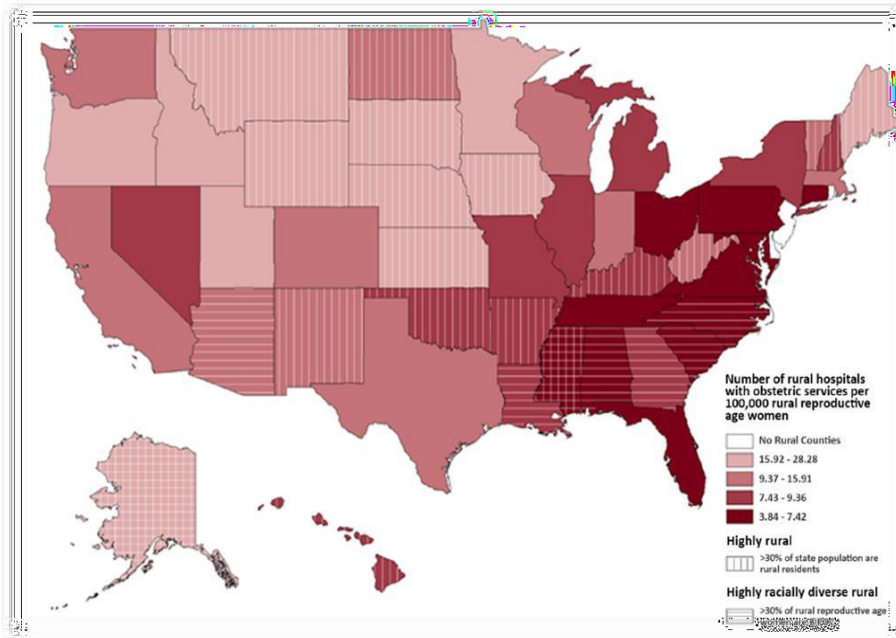 Number of rural hospitals
with obstetric services per
100,000 rural reproductive
age women
No Rural Counties
15.92 - 28.28
9.37 - 15.91
7.43 - 9.36
3.84 - 7.42
Highly rural
>30% of state population are
rural residents
Highly racially diverse rural
>30% of rural reproductive age